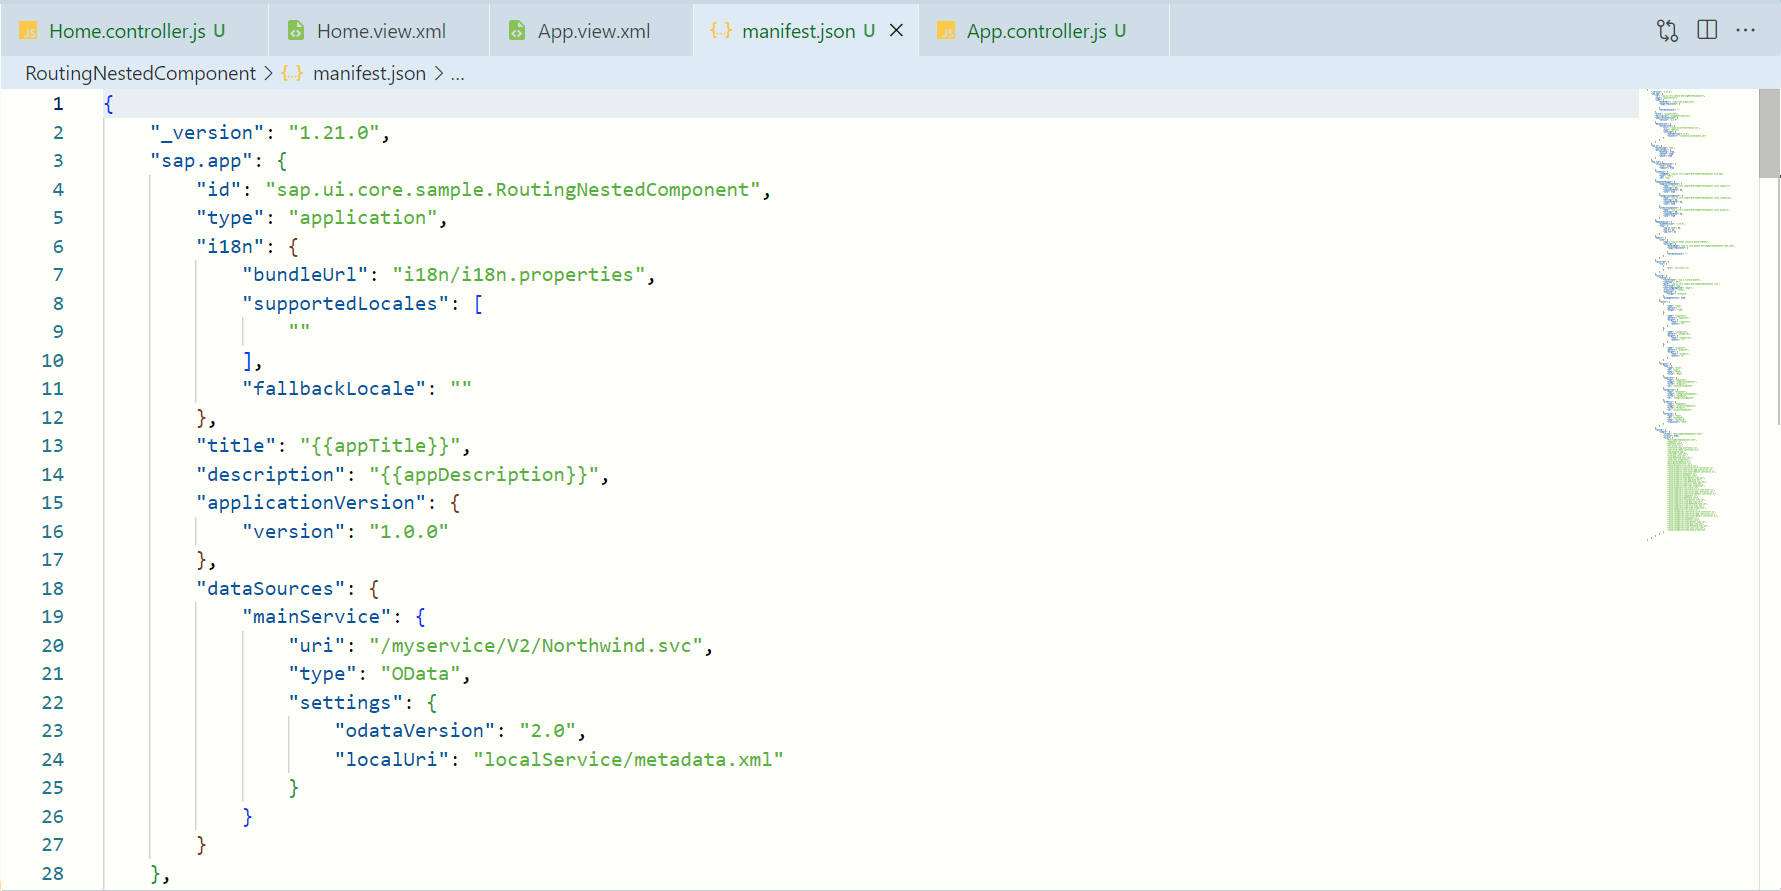 Home.controller.js U Home.view.xml App.view.xml {..} manifest.json U App.controller.js U
RoutingNestedComponent > {..} manifest.json > ...
1 {
2 "_version": "1.21.0",
3 "sap.app": {
4 "id": "sap.ui.core.sample.RoutingNestedComponent",
5 "type": "application",
6 "i18n": {
7 "bundleUrl": "i18n/i18n.properties",
8 "supportedLocales": [
9 ""
10 ],
11 "fallbackLocale": ""
12 },
13 "title": "{{appTitle}}",
14 "description": "{{appDescription}}",
15 "applicationVersion": {
16 "version": "1.0.0"
17 },
18 "dataSources": {
19 "mainService": {
20 "uri": "/myservice/V2/Northwind.svc",
21 "type": "OData",
22 "settings": {
23 "odataVersion": "2.0",
24 "localUri": "localService/metadata.xml"
25 }
26 }
27 }
28 },